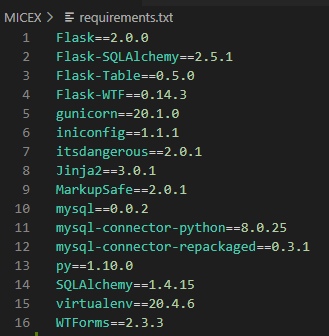 MICEX > requirements.txt
1 Flask==2.0.0
2 Flask-SQLAlchemy==2.5.1
3 Flask-Table==0.5.0
4 Flask-WTF==0.14.3
5 gunicorn==20.1.0
6 iniconfig==1.1.1
7 itsdangerous==2.0.1
8 Jinja2==3.0.1
9 MarkupSafe==2.0.1
10 mysql==0.0.2
11 mysql-connector-python==8.0.25
12 mysql-connector-repackaged==0.3.1
13 py==1.10.0
14 SQLAlchemy==1.4.15
15 virtualenv==20.4.6
16 WTForms==2.3.3